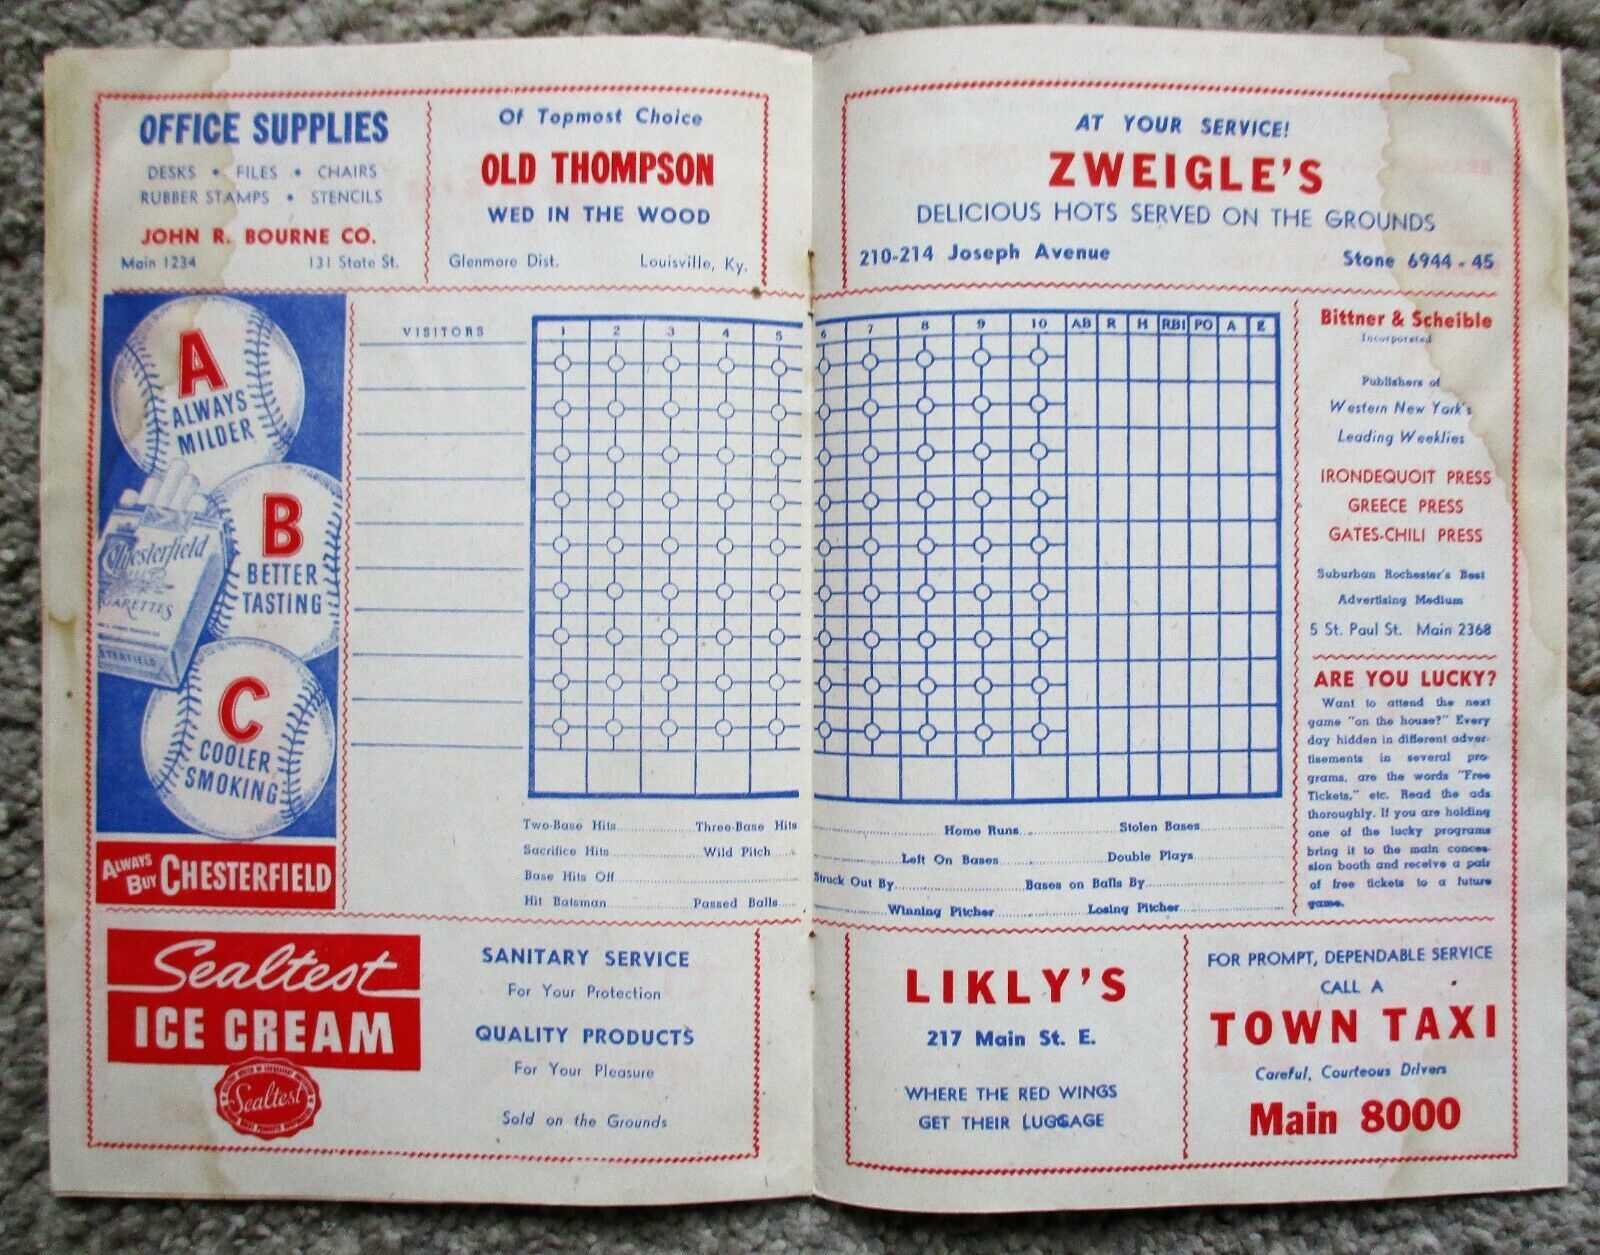 OFFICE SUPPLIES
DESKS • FILES • CHAIRS
RUBBER STAMPS • STENCILS
JOHN R. BOURNE CO.
Main 1234 131 State St.
Of Topmost Choice
OLD THOMPSON
WED IN THE WOOD
Glenmore Dist. Louisville, Ky.
AT YOUR SERVICE!
ZWEIGLE'S
DELICIOUS HOTS SERVED ON THE GROUNDS
210-214 Joseph Avenue Stone 6944 - 45
A
ALWAYS
MILDER
B
BETTER
TASTING
Chesterfield
CIGARETTES
C
COOLER
SMOKING
ALWAYS
BUY CHESTERFIELD
VISITORS 1 2 3 4 5 6 7 8 9 10 AB R H RBI PO A E
Two-Base Hits Three-Base Hits Home Runs Stolen Bases
Sacrifice Hits Wild Pitch Left On Bases Double Plays
Base Hits Off Struck Out By Bases on Balls By
Hit Batsman Passed Balls Winning Pitcher Losing Pitcher
Bittner & Scheible
Incorporated
Publishers of
Western New York's
Leading Weeklies
IRONDEQUOIT PRESS
GREECE PRESS
GATES-CHILI PRESS
Suburban Rochester's Best
Advertising Medium
5 St. Paul St. Main 2368
ARE YOU LUCKY?
Want to attend the next
game "on the house?" Every
day hidden in different adver-
tisements in several pro-
grams, are the words "Free
Tickets," etc. Read the ads
thoroughly. If you are holding
one of the lucky programs
bring it to the main conces-
sion booth and receive a pair
of free tickets to a future
game.
Sealtest
ICE CREAM
Sealtest
SANITARY SERVICE
For Your Protection
QUALITY PRODUCTS
For Your Pleasure
Sold on the Grounds
LIKLY'S
217 Main St. E.
WHERE THE RED WINGS
GET THEIR LUGGAGE
FOR PROMPT, DEPENDABLE SERVICE
CALL A
TOWN TAXI
Careful, Courteous Drivers
Main 8000